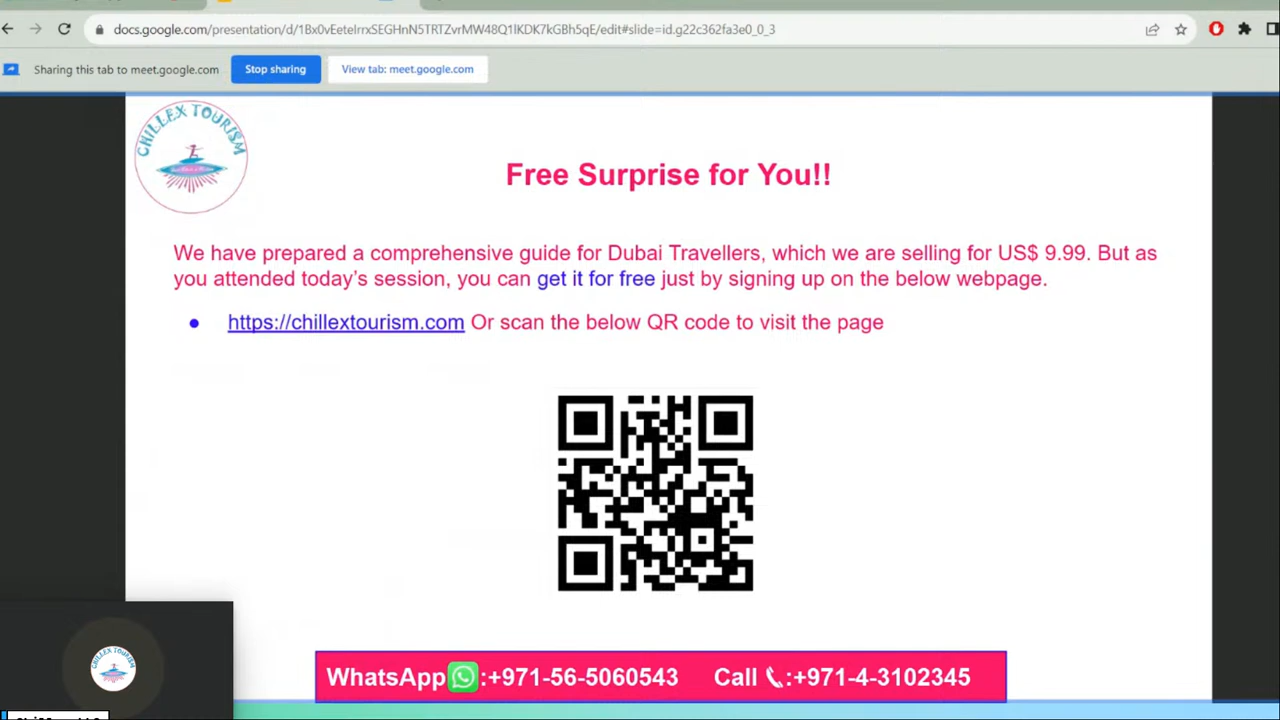 docs.google.com/presentation/d/1Bx0vEeteIrrxSEGHnN5TRTZvrMW48Q1lKDK7kGBh5qE/edit#slide=id.g22c362fa3e0_0_3
Sharing this tab to meet.google.com
Stop sharing
View tab: meet.google.com
CHILLEX TOURISM
Free Surprise for You!!
We have prepared a comprehensive guide for Dubai Travellers, which we are selling for US$ 9.99. But as
you attended today’s session, you can get it for free just by signing up on the below webpage.
● https://chillextourism.com Or scan the below QR code to visit the page
CHILLEX TOURISM
WhatsApp :+971-56-5060543 Call :+971-4-3102345